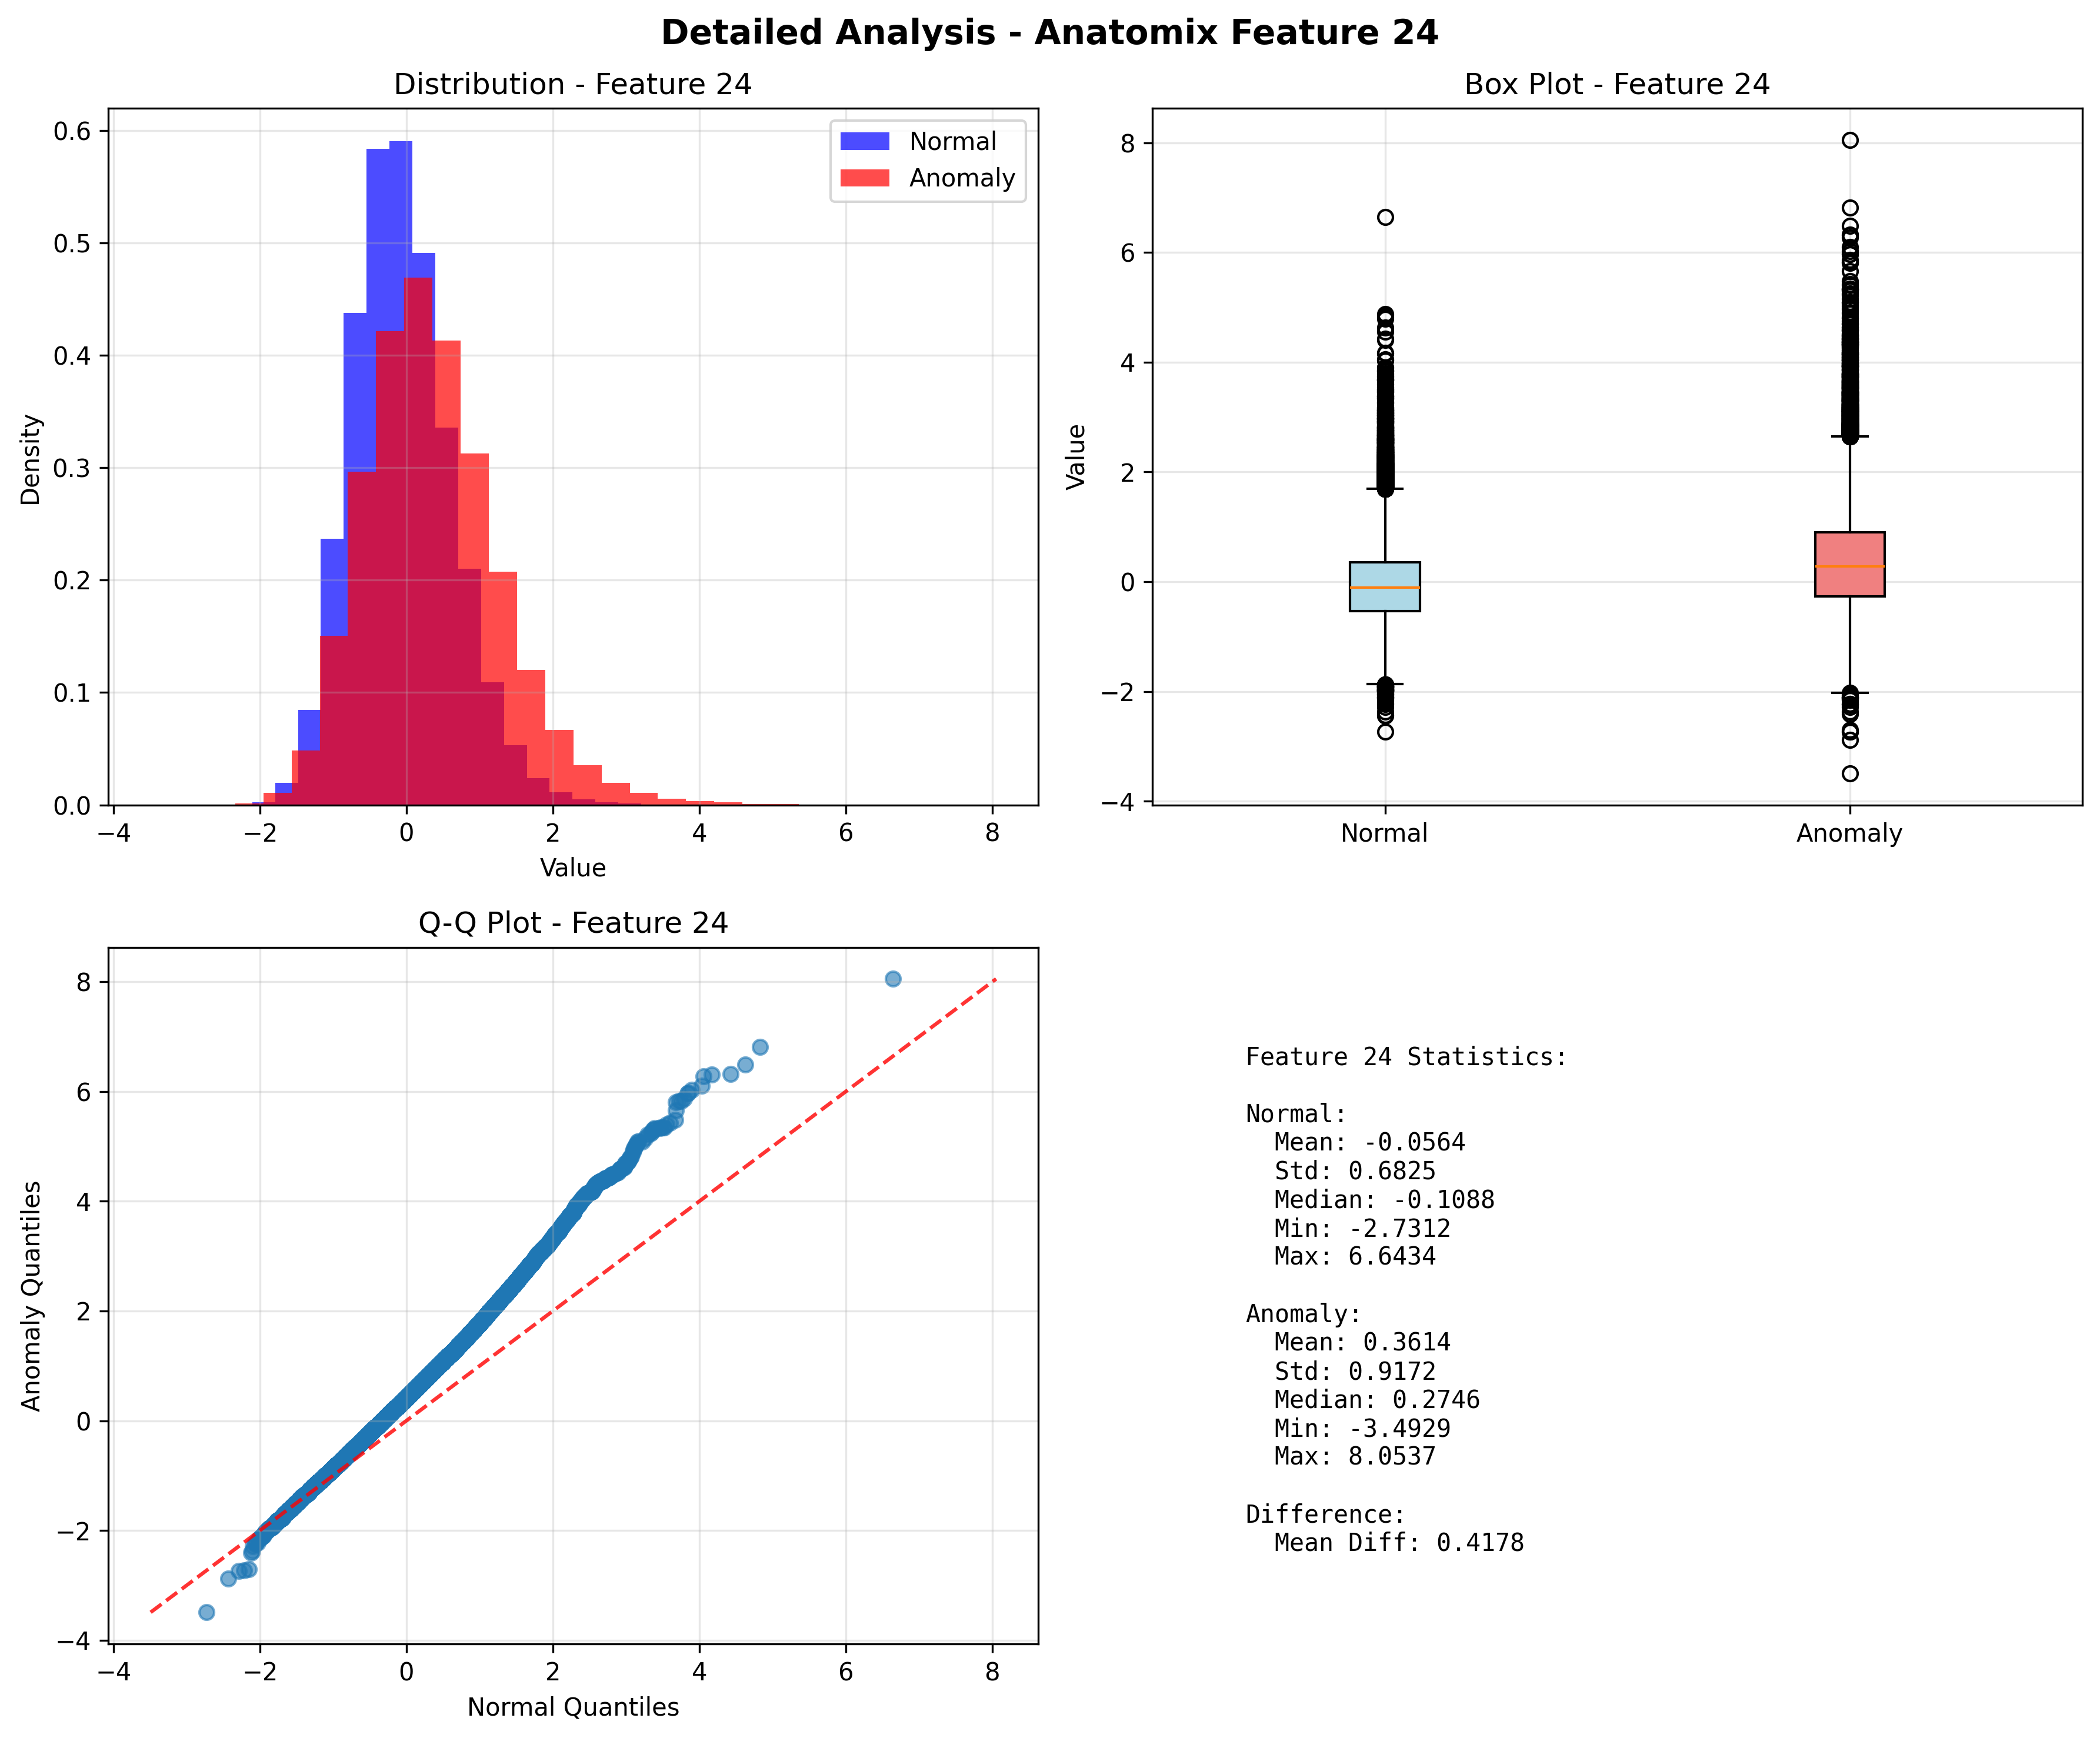 Detailed Analysis - Anatomix Feature 24
Distribution - Feature 24
0.6
0.5
0.4
0.3
0.2
0.1
0.0
Density
Normal
Anomaly
−4
−2
0
2
4
6
8
Value
Box Plot - Feature 24
8
6
4
2
0
−2
−4
Value
Normal
Anomaly
Q-Q Plot - Feature 24
8
6
4
2
0
−2
−4
Anomaly Quantiles
−4
−2
0
2
4
6
8
Normal Quantiles
Feature 24 Statistics:
Normal:
Mean: -0.0564
Std: 0.6825
Median: -0.1088
Min: -2.7312
Max: 6.6434
Anomaly:
Mean: 0.3614
Std: 0.9172
Median: 0.2746
Min: -3.4929
Max: 8.0537
Difference:
Mean Diff: 0.4178